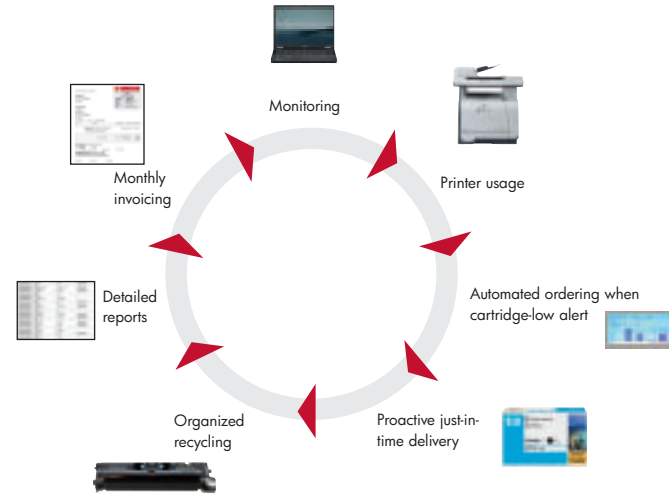 Monitoring
Printer usage
Automated ordering when
cartridge-low alert
Proactive just-in-
time delivery
Organized
recycling
Detailed
reports
Monthly
invoicing